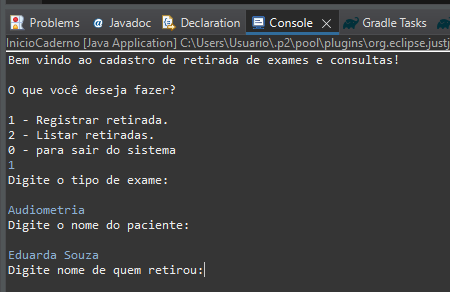 Problems Javadoc Declaration Console Gradle Tasks
InicioCaderno [Java Application] C:\Users\Usuario\.p2\pool\plugins\org.eclipse.justj
Bem vindo ao cadastro de retirada de exames e consultas!
O que você deseja fazer?
1 - Registrar retirada.
2 - Listar retiradas.
0 - para sair do sistema
1
Digite o tipo de exame:
Audiometria
Digite o nome do paciente:
Eduarda Souza
Digite nome de quem retirou: